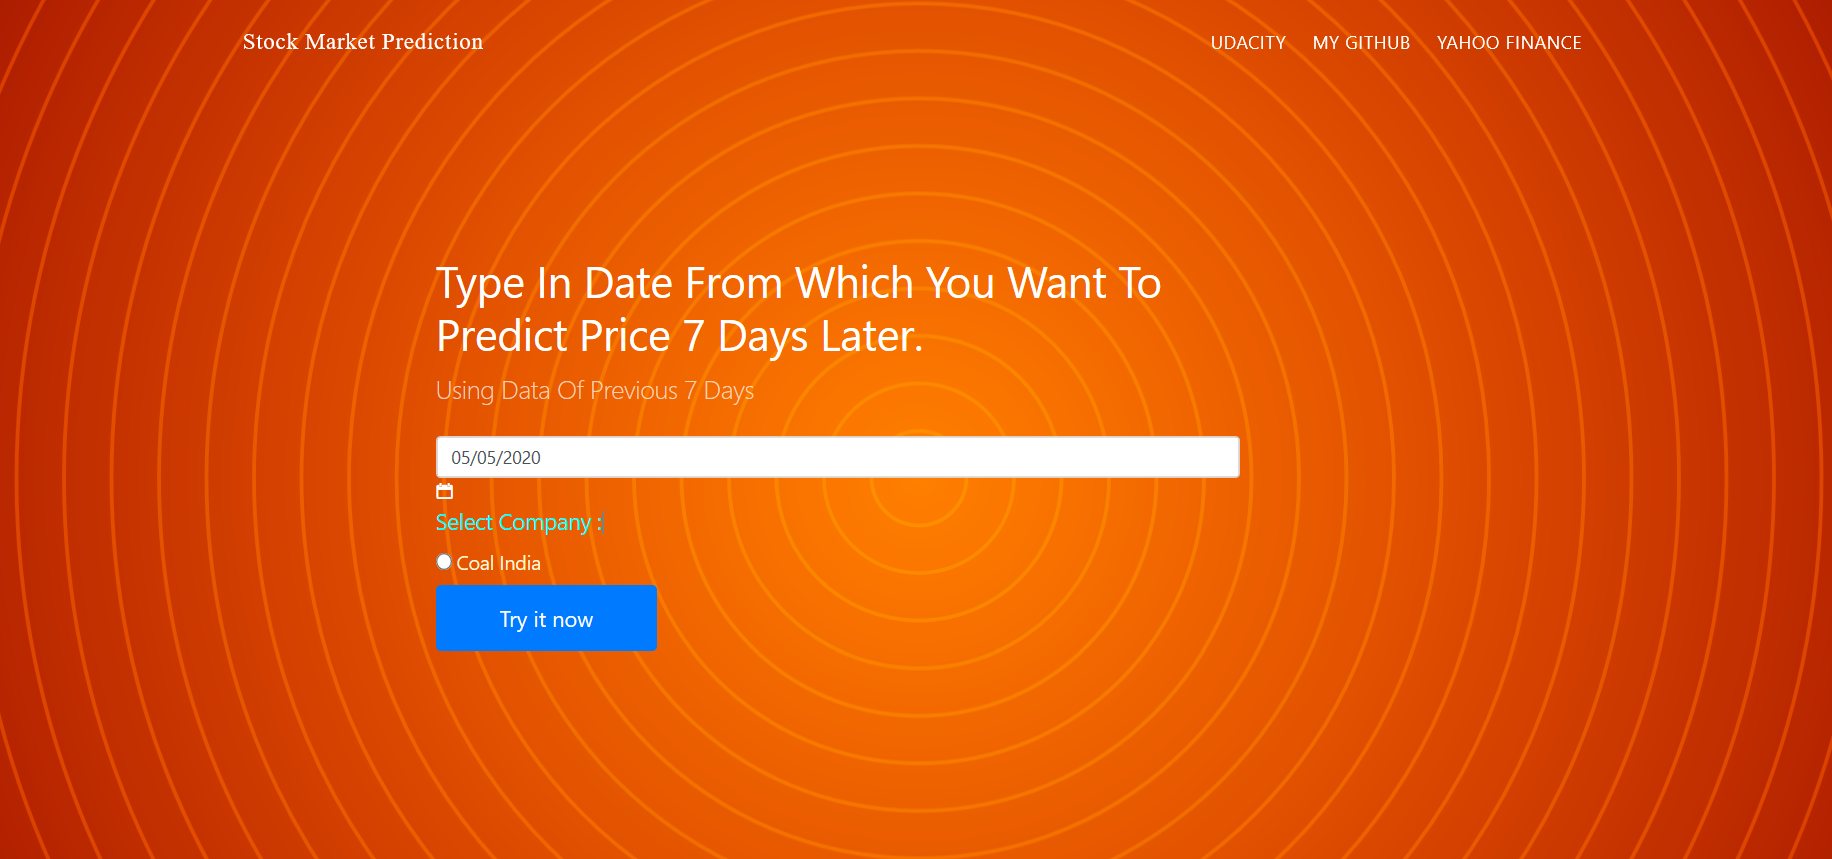 Stock Market Prediction
UDACITY MY GITHUB YAHOO FINANCE
Type In Date From Which You Want To
Predict Price 7 Days Later.
Using Data Of Previous 7 Days
05/05/2020
Select Company :
Coal India
Try it now